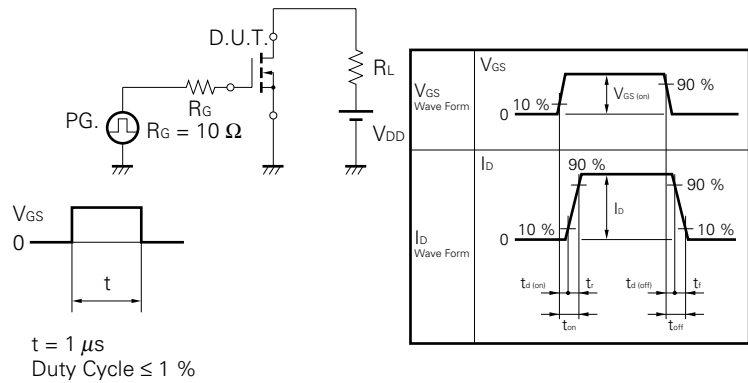 D.U.T.
RL
RG
PG.
RG = 10 Ω
VDD
VGS
0
t
t = 1 μs
Duty Cycle ≤ 1 %
VGS
Wave Form
VGS
10 %
90 %
VGS (on)
0
ID
Wave Form
ID
90 %
90 %
10 %
ID
10 %
0
td (on)
tr
td (off)
tf
ton
toff